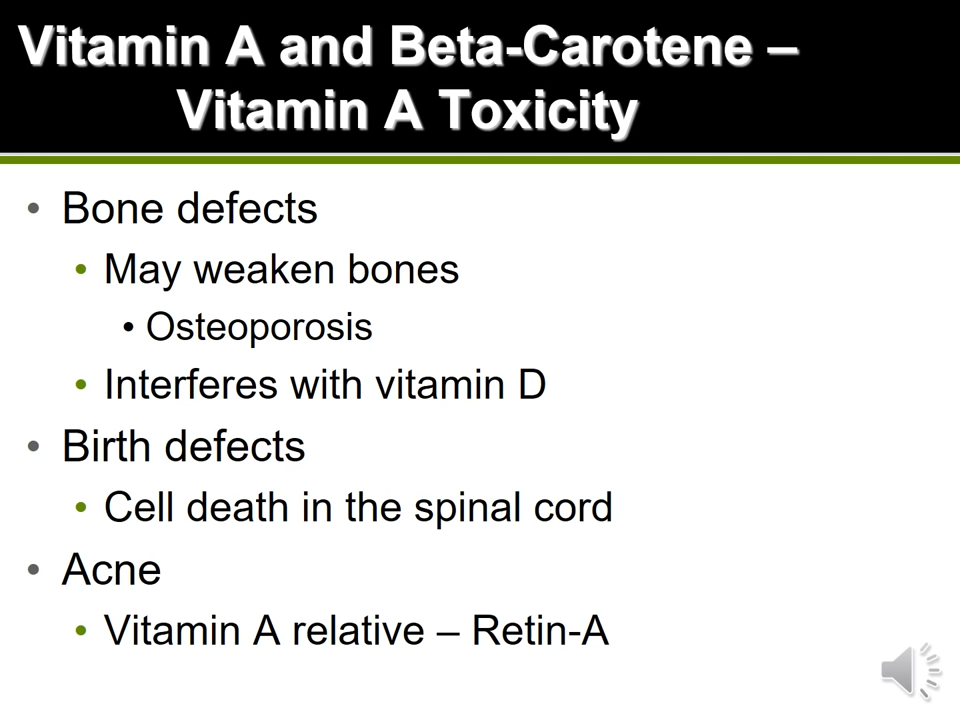 Vitamin A and Beta-Carotene –
Vitamin A Toxicity
• Bone defects
• May weaken bones
• Osteoporosis
• Interferes with vitamin D
• Birth defects
• Cell death in the spinal cord
• Acne
• Vitamin A relative – Retin-A